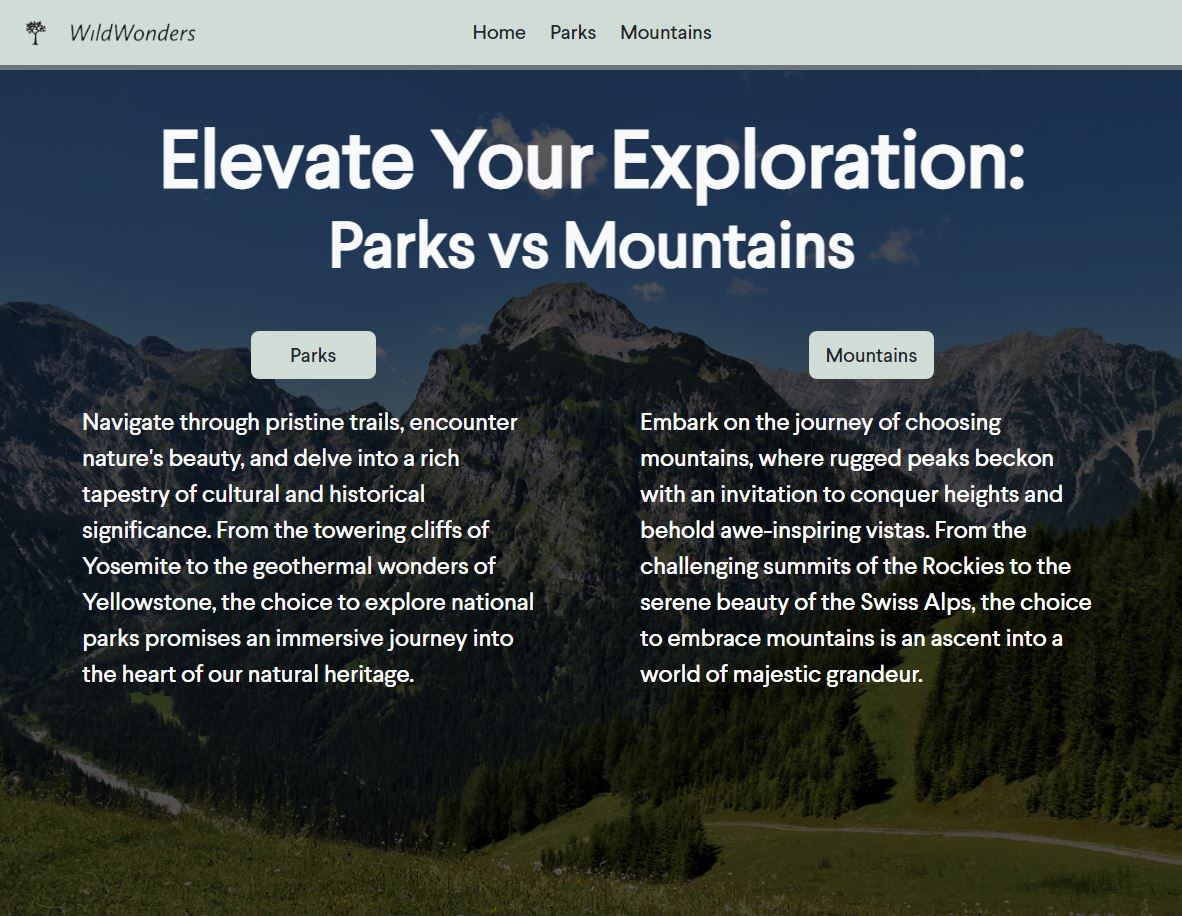 WildWonders
Home Parks Mountains
Elevate Your Exploration:
Parks vs Mountains
Parks
Navigate through pristine trails, encounter
nature's beauty, and delve into a rich
tapestry of cultural and historical
significance. From the towering cliffs of
Yosemite to the geothermal wonders of
Yellowstone, the choice to explore national
parks promises an immersive journey into
the heart of our natural heritage.
Mountains
Embark on the journey of choosing
mountains, where rugged peaks beckon
with an invitation to conquer heights and
behold awe-inspiring vistas. From the
challenging summits of the Rockies to the
serene beauty of the Swiss Alps, the choice
to embrace mountains is an ascent into a
world of majestic grandeur.